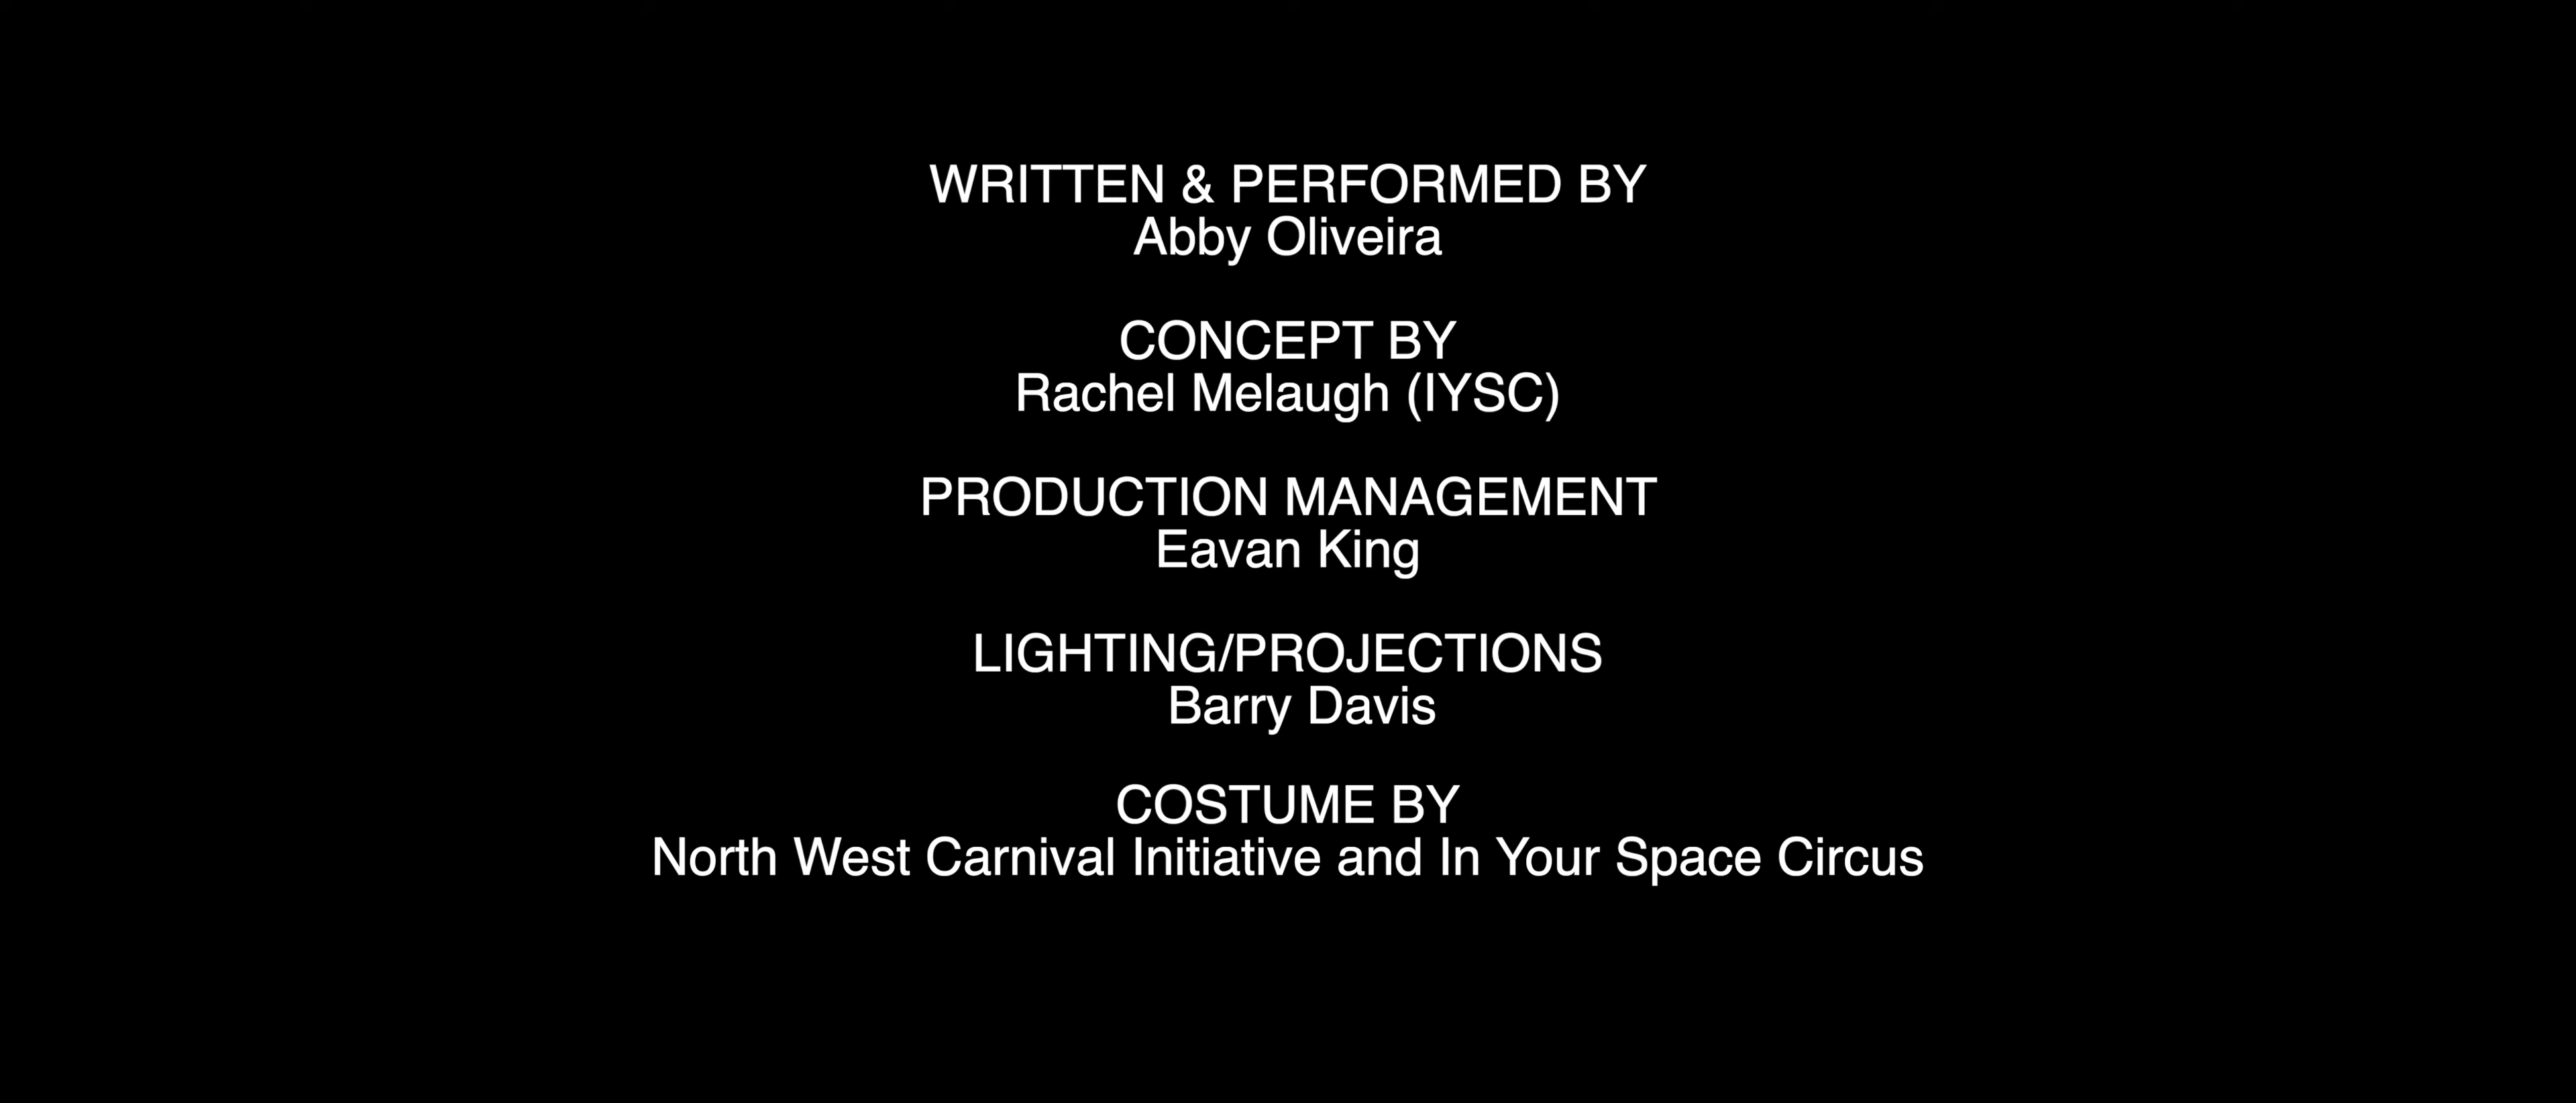 WRITTEN & PERFORMED BY
Abby Oliveira
CONCEPT BY
Rachel Melaugh (IYSC)
PRODUCTION MANAGEMENT
Eavan King
LIGHTING/PROJECTIONS
Barry Davis
COSTUME BY
North West Carnival Initiative and In Your Space Circus